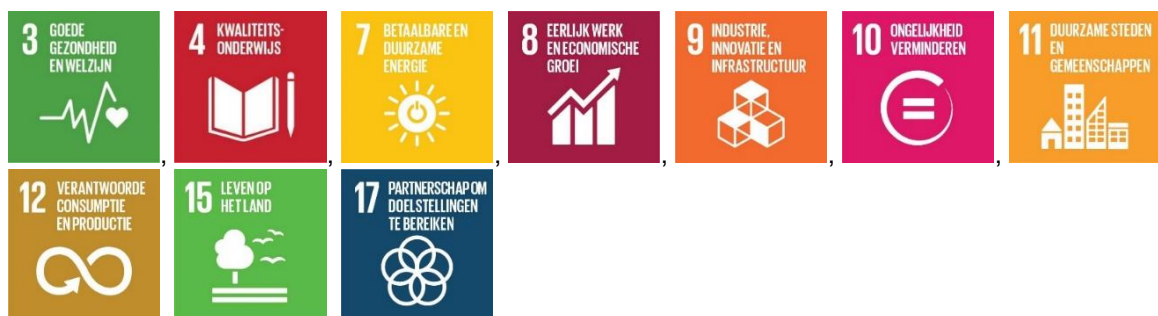 3 GOEDE
GEZONDHEID
EN WELZIJN
4 KWALITEITS-
ONDERWIJS
7 BETAALBARE EN
DUURZAME
ENERGIE
8 EERLIJK WERK
EN ECONOMISCHE
GROEI
9 INDUSTRIE,
INNOVATIE EN
INFRASTRUCTUUR
10 ONGELIJKHEID
VERMINDEREN
11 DUURZAME STEDEN
EN
GEMEENSCHAPPEN
, , , , , ,
12 VERANTWOORDE
CONSUMPTIE
EN PRODUCTIE
15 LEVEN OP
HET LAND
17 PARTNERSCHAP OM
DOELSTELLINGEN
TE BEREIKEN